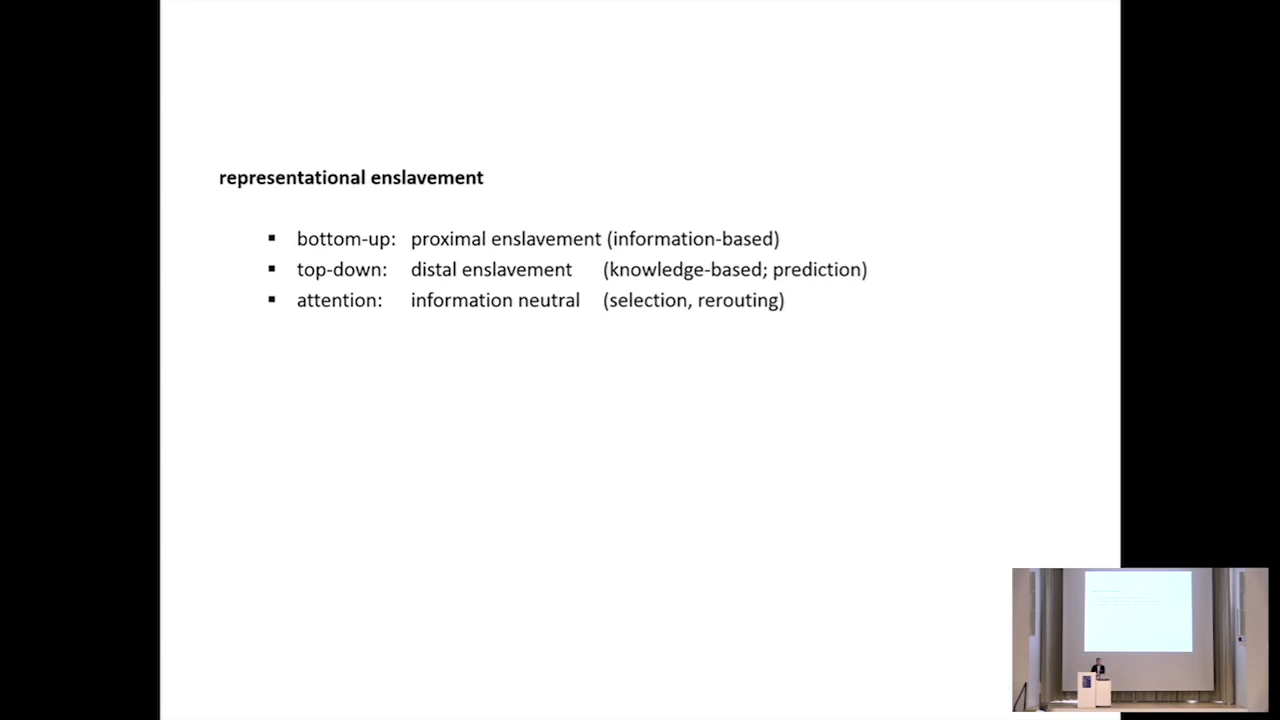 representational enslavement
▪ bottom-up: proximal enslavement (information-based)
▪ top-down: distal enslavement (knowledge-based; prediction)
▪ attention: information neutral (selection, rerouting)